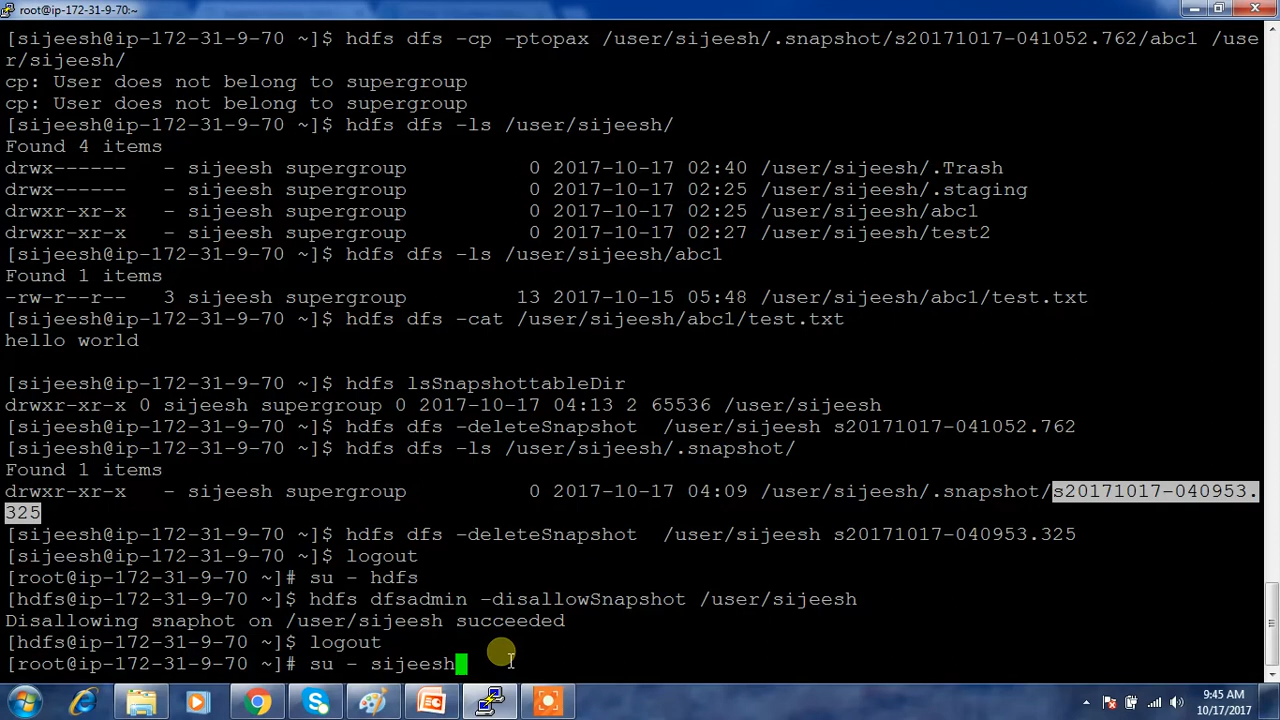 root@ip-172-31-9-70:~
[sijeesh@ip-172-31-9-70 ~]$ hdfs dfs -cp -ptopax /user/sijeesh/.snapshot/s20171017-041052.762/abc1 /use
r/sijeesh/
cp: User does not belong to supergroup
cp: User does not belong to supergroup
[sijeesh@ip-172-31-9-70 ~]$ hdfs dfs -ls /user/sijeesh/
Found 4 items
drwx------   - sijeesh supergroup          0 2017-10-17 02:40 /user/sijeesh/.Trash
drwx------   - sijeesh supergroup          0 2017-10-17 02:25 /user/sijeesh/.staging
drwxr-xr-x   - sijeesh supergroup          0 2017-10-17 02:25 /user/sijeesh/abc1
drwxr-xr-x   - sijeesh supergroup          0 2017-10-17 02:27 /user/sijeesh/test2
[sijeesh@ip-172-31-9-70 ~]$ hdfs dfs -ls /user/sijeesh/abc1
Found 1 items
-rw-r--r--   3 sijeesh supergroup         13 2017-10-15 05:48 /user/sijeesh/abc1/test.txt
[sijeesh@ip-172-31-9-70 ~]$ hdfs dfs -cat /user/sijeesh/abc1/test.txt
hello world
[sijeesh@ip-172-31-9-70 ~]$ hdfs lsSnapshottableDir
drwxr-xr-x 0 sijeesh supergroup 0 2017-10-17 04:13 2 65536 /user/sijeesh
[sijeesh@ip-172-31-9-70 ~]$ hdfs dfs -deleteSnapshot  /user/sijeesh s20171017-041052.762
[sijeesh@ip-172-31-9-70 ~]$ hdfs dfs -ls /user/sijeesh/.snapshot/
Found 1 items
drwxr-xr-x   - sijeesh supergroup          0 2017-10-17 04:09 /user/sijeesh/.snapshot/s20171017-040953.
325
[sijeesh@ip-172-31-9-70 ~]$ hdfs dfs -deleteSnapshot  /user/sijeesh s20171017-040953.325
[sijeesh@ip-172-31-9-70 ~]$ logout
[root@ip-172-31-9-70 ~]# su - hdfs
[hdfs@ip-172-31-9-70 ~]$ hdfs dfsadmin -disallowSnapshot /user/sijeesh
Disallowing snaphot on /user/sijeesh succeeded
[hdfs@ip-172-31-9-70 ~]$ logout
[root@ip-172-31-9-70 ~]# su - sijeesh
9:45 AM
10/17/2017